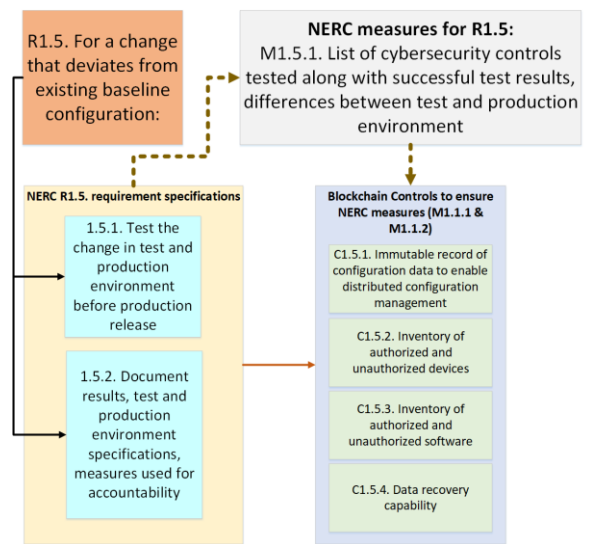 R1.5. For a change
that deviates from
existing baseline
configuration:
NERC measures for R1.5:
M1.5.1. List of cybersecurity controls
tested along with successful test results,
differences between test and production
environment
NERC R1.5. requirement specifications
1.5.1. Test the
change in test and
production
environment
before production
release
1.5.2. Document
results, test and
production
environment
specifications,
measures used for
accountability
Blockchain Controls to ensure
NERC measures (M1.1.1 &
M1.1.2)
C1.5.1. Immutable record of
configuration data to enable
distributed configuration
management
C1.5.2. Inventory of
authorized and
unauthorized devices
C1.5.3. Inventory of
authorized and
unauthorized software
C1.5.4. Data recovery
capability